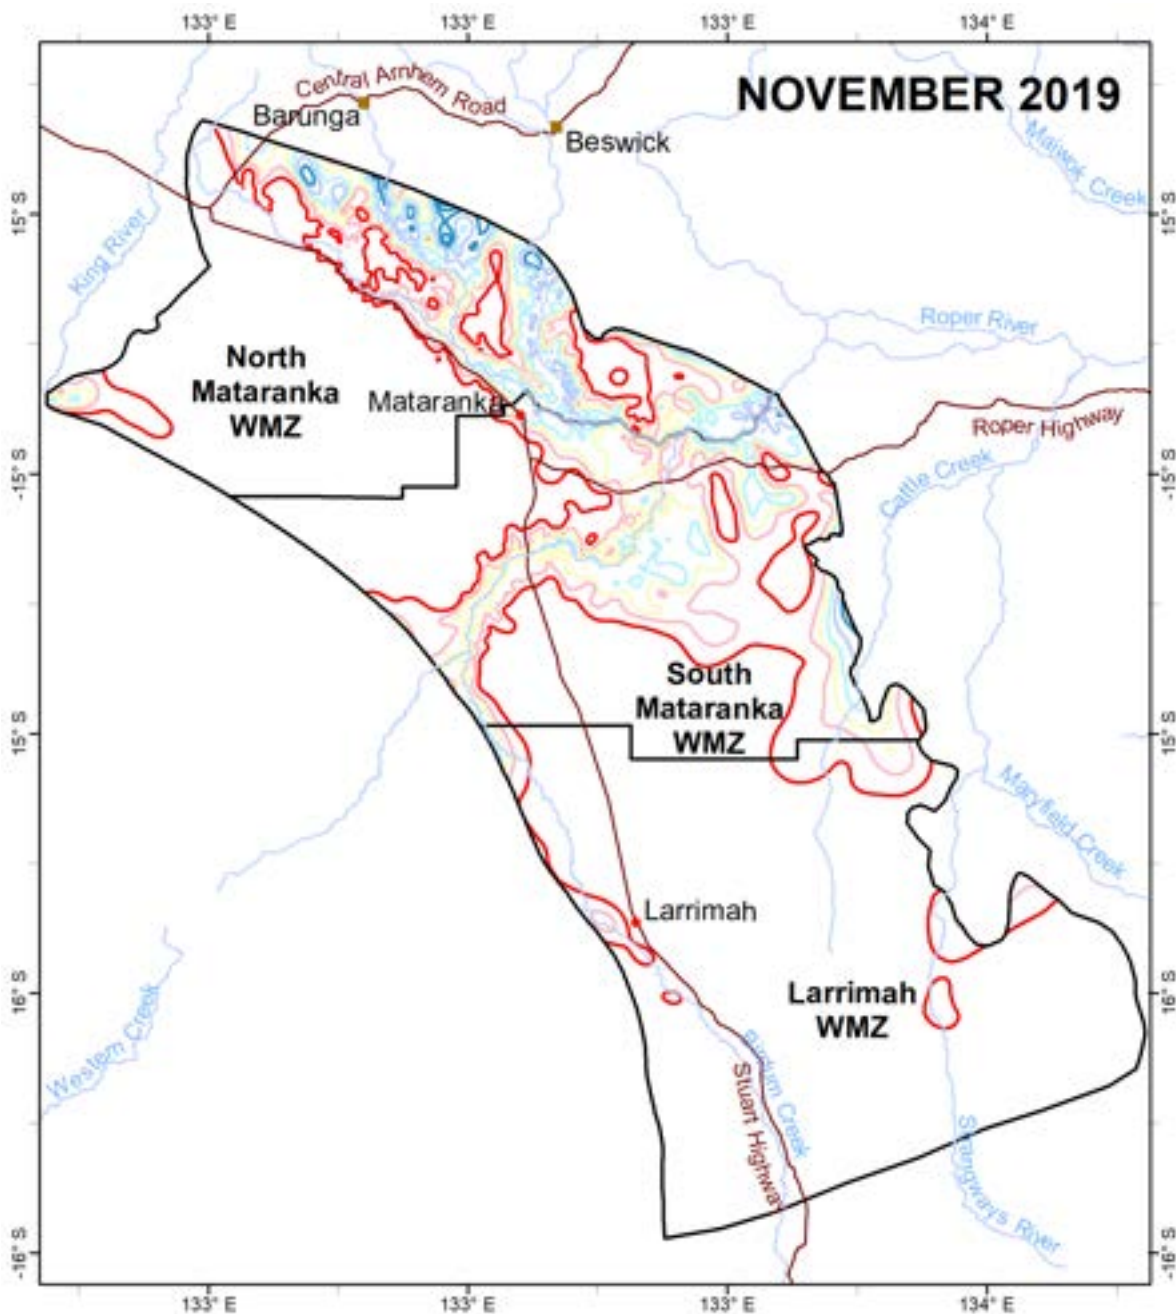 133° E 133° E 133° E 134° E
NOVEMBER 2019
Central Arnhem Road
Barunga
Beswick
Maiwok Creek
-15° S
-15° S
King River
Roper River
North
Mataranka
WMZ
Mataranka
Roper Highway
-15° S
-15° S
Cattle Creek
South
Mataranka
WMZ
-15° S
-15° S
Maryfield Creek
Larrimah
Larrimah
WMZ
-16° S
-16° S
Western Creek
Birdum Creek
Stuart Highway
Strangways River
-16° S
-16° S
133° E 133° E 133° E 134° E